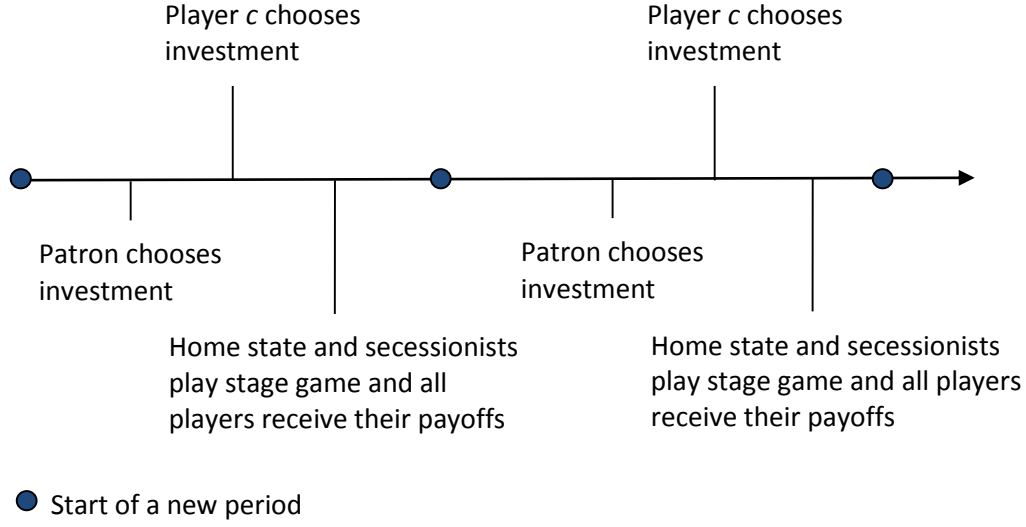 Player c chooses
investment
Player c chooses
investment
Patron chooses
investment
Patron chooses
investment
Home state and secessionists
play stage game and all
players receive their payoffs
Home state and secessionists
play stage game and all players
receive their payoffs
Start of a new period